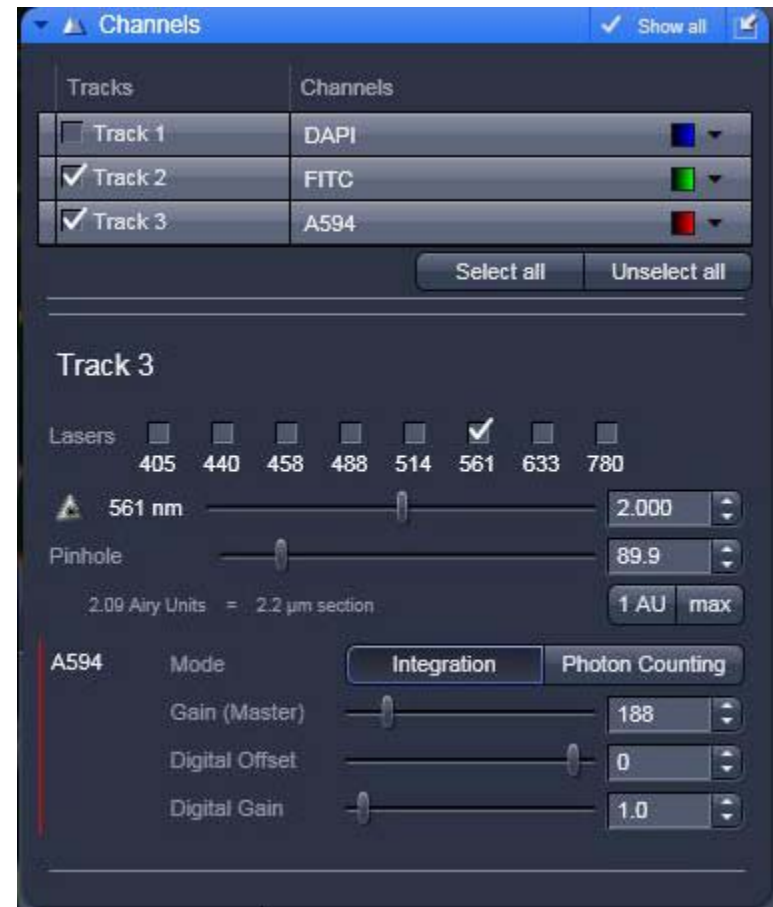 Channels Show all
Tracks Channels
Track 1 DAPI
Track 2 FITC
Track 3 A594
Select all Unselect all
Track 3
Lasers
405 440 458 488 514 561 633 780
561 nm 2.000
Pinhole 89.9
2.09 Airy Units = 2.2 µm section 1 AU max
A594 Mode Integration Photon Counting
Gain (Master) 188
Digital Offset 0
Digital Gain 1.0